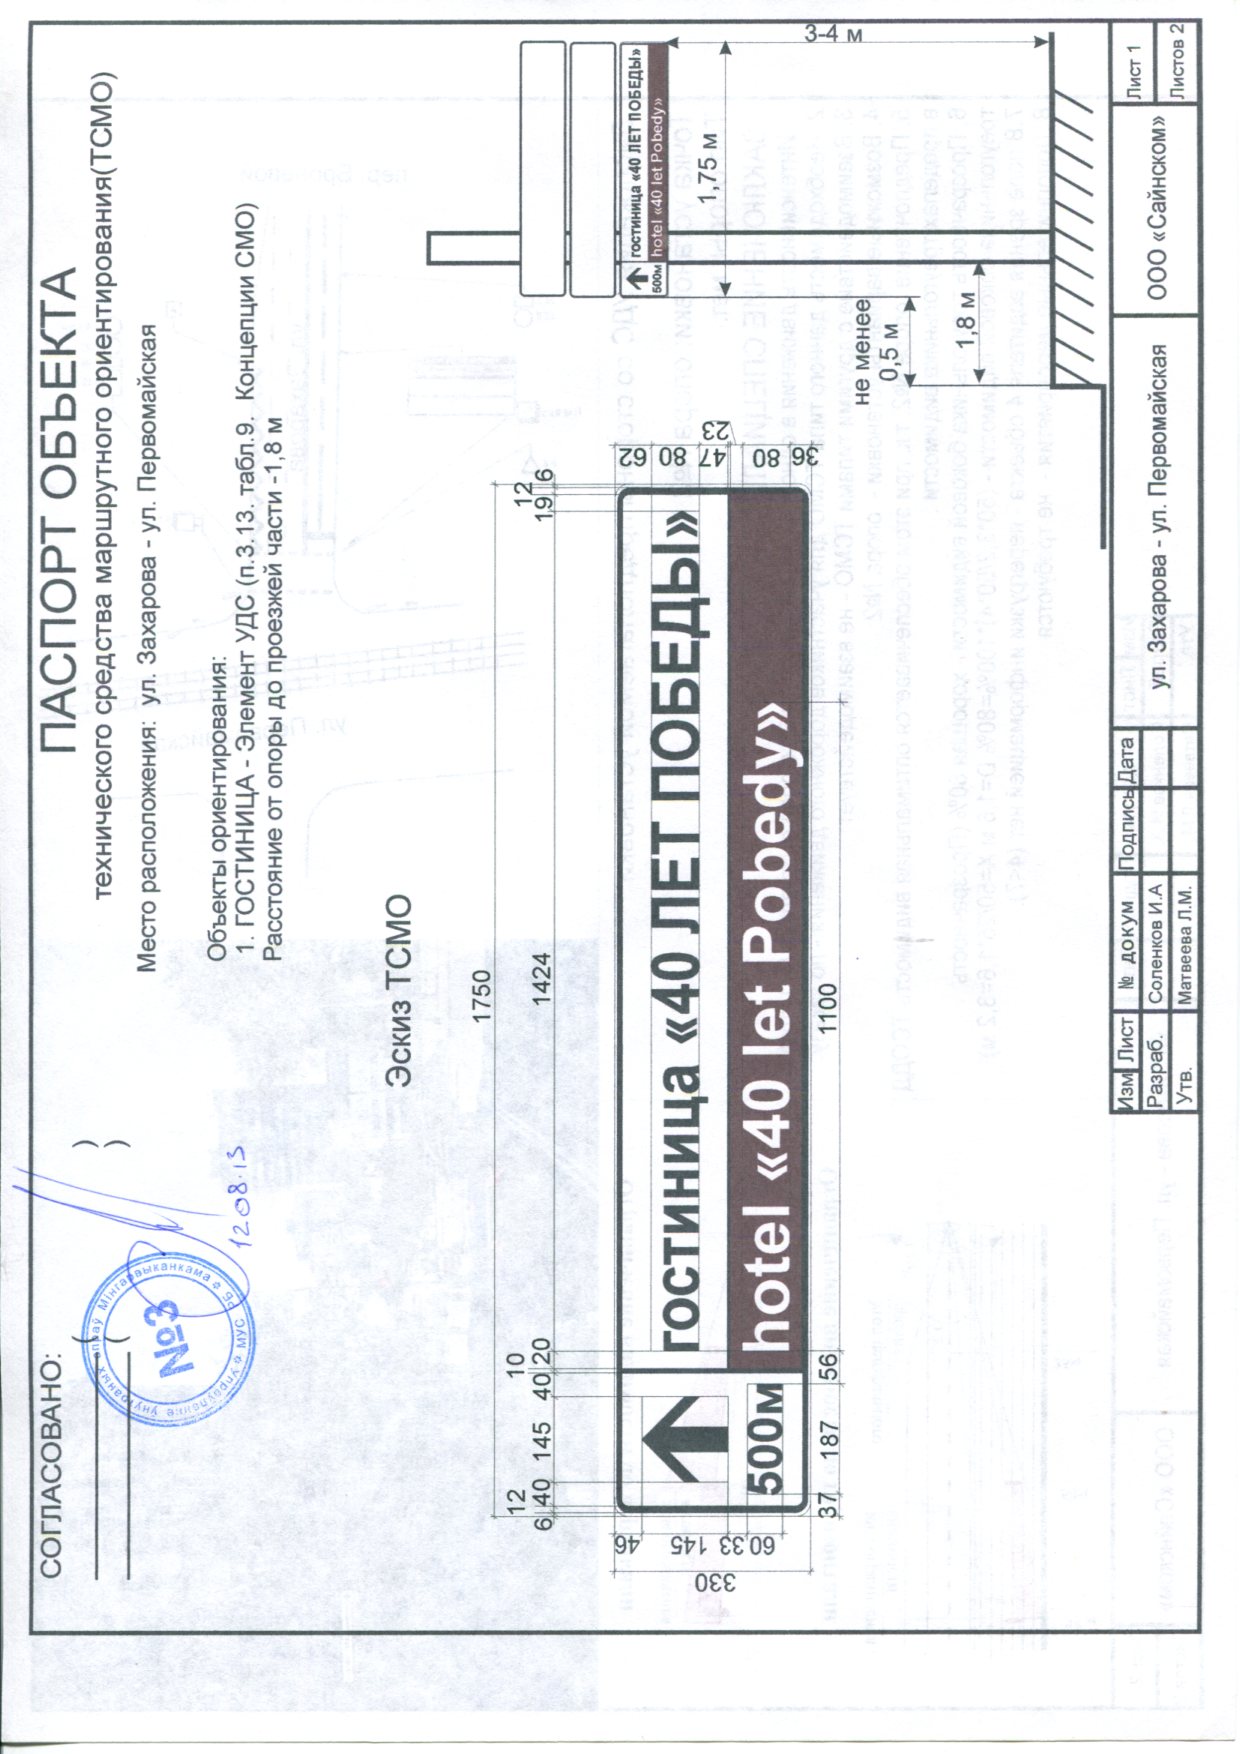 СОГЛАСОВАНО:
ПАСПОРТ ОБЪЕКТА
технического средства маршрутного ориентирования(ТСМО)
( )
( )
Упраўленне ўнутраных спраў Мінгарвыканкама МУС РБ
№3
12 08.13
Место расположения: ул. Захарова - ул. Первомайская
Объекты ориентирования:
1. ГОСТИНИЦА - Элемент УДС (п.3.13. табл.9. Концепции СМО)
Расстояние от опоры до проезжей части -1,8 м
Эскиз ТСМО
1750
12 10 12
6 40 145 40 20 1424 19 6
ГОСТИНИЦА «40 ЛЕТ ПОБЕДЫ»
500м
hotel «40 let Pobedy»
330
46 145 33 60
62 80 47 23 80 36
37 187 56 1100
ГОСТИНИЦА «40 ЛЕТ ПОБЕДЫ»
500м
hotel «40 let Pobedy»
3-4 м
1,75 м
не менее
0,5 м
1,8 м
Изм Лист № докум Подпись Дата
Разраб. Соленков И.А
Утв. Матвеева Л.М.
ул. Захарова - ул. Первомайская
ООО «Сайнском»
Лист 1
Листов 2